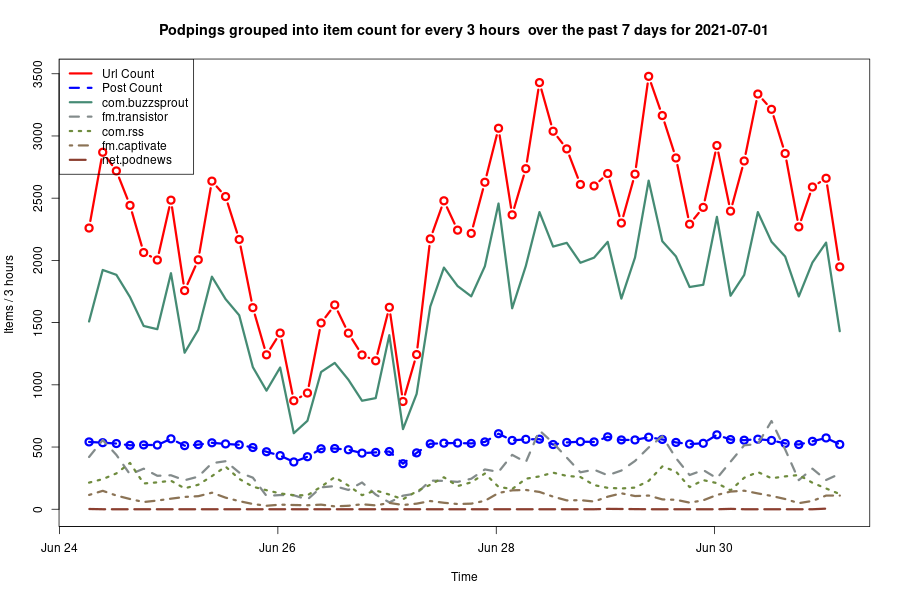 Podpings grouped into item count for every 3 hours  over the past 7 days for 2021-07-01
Url Count
Post Count
com.buzzsprout
fm.transistor
com.rss
fm.captivate
net.podnews
3500
3000
2500
2000
1500
1000
500
0
Items / 3 hours
Jun 24
Jun 26
Jun 28
Jun 30
Time